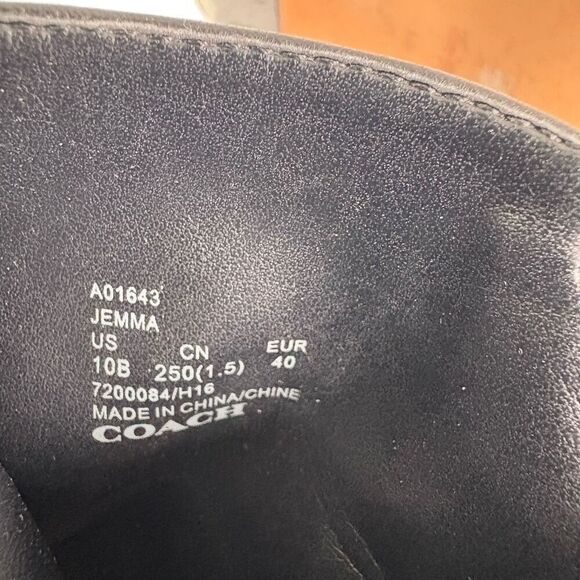 A01643
JEMMA
US CN EUR
10B 250(1.5) 40
7200084/H16
MADE IN CHINA/CHINE
COACH